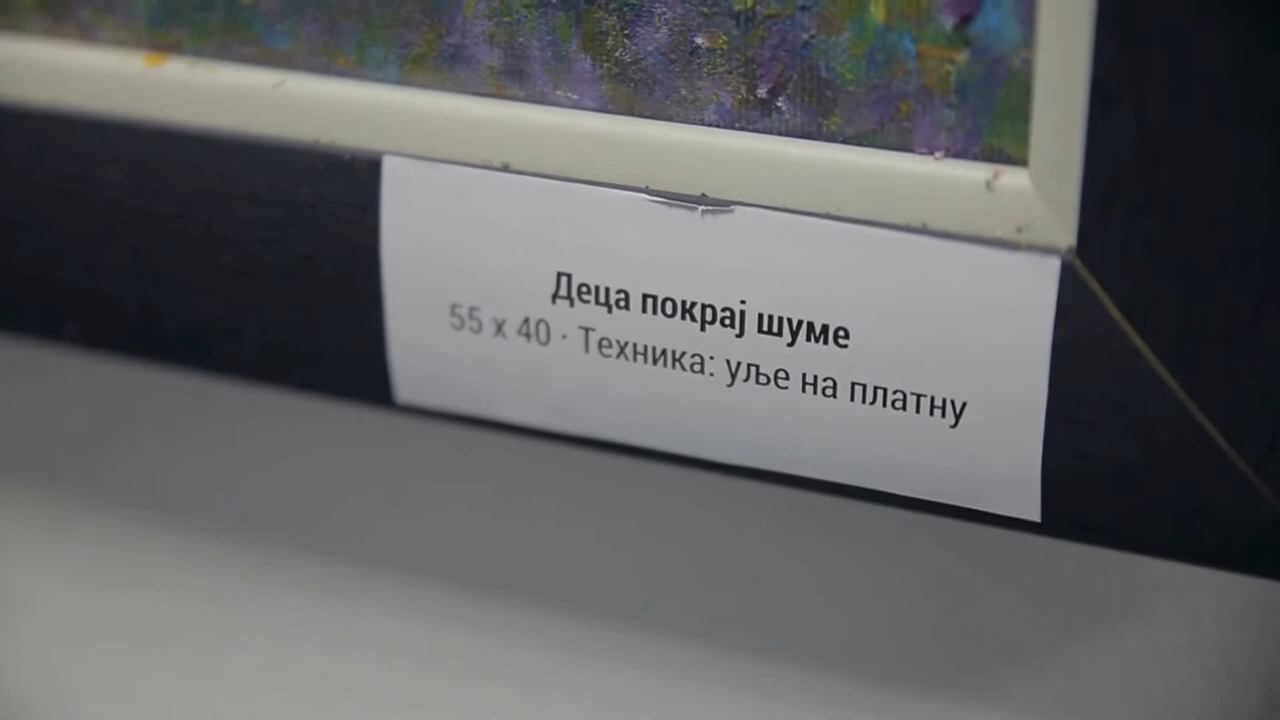 Деца покрај шуме
55 x 40 · Техника: уље на платну